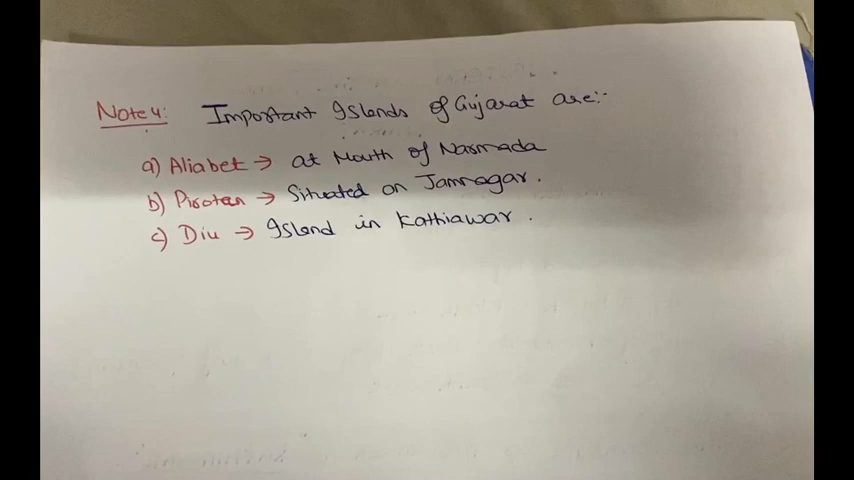 Note 4: Important Islands of Gujarat are:-
a) Aliabet → at Mouth of Narmada
b) Pirotan → Situated on Jamnagar.
c) Diu → Island in Kathiawar.